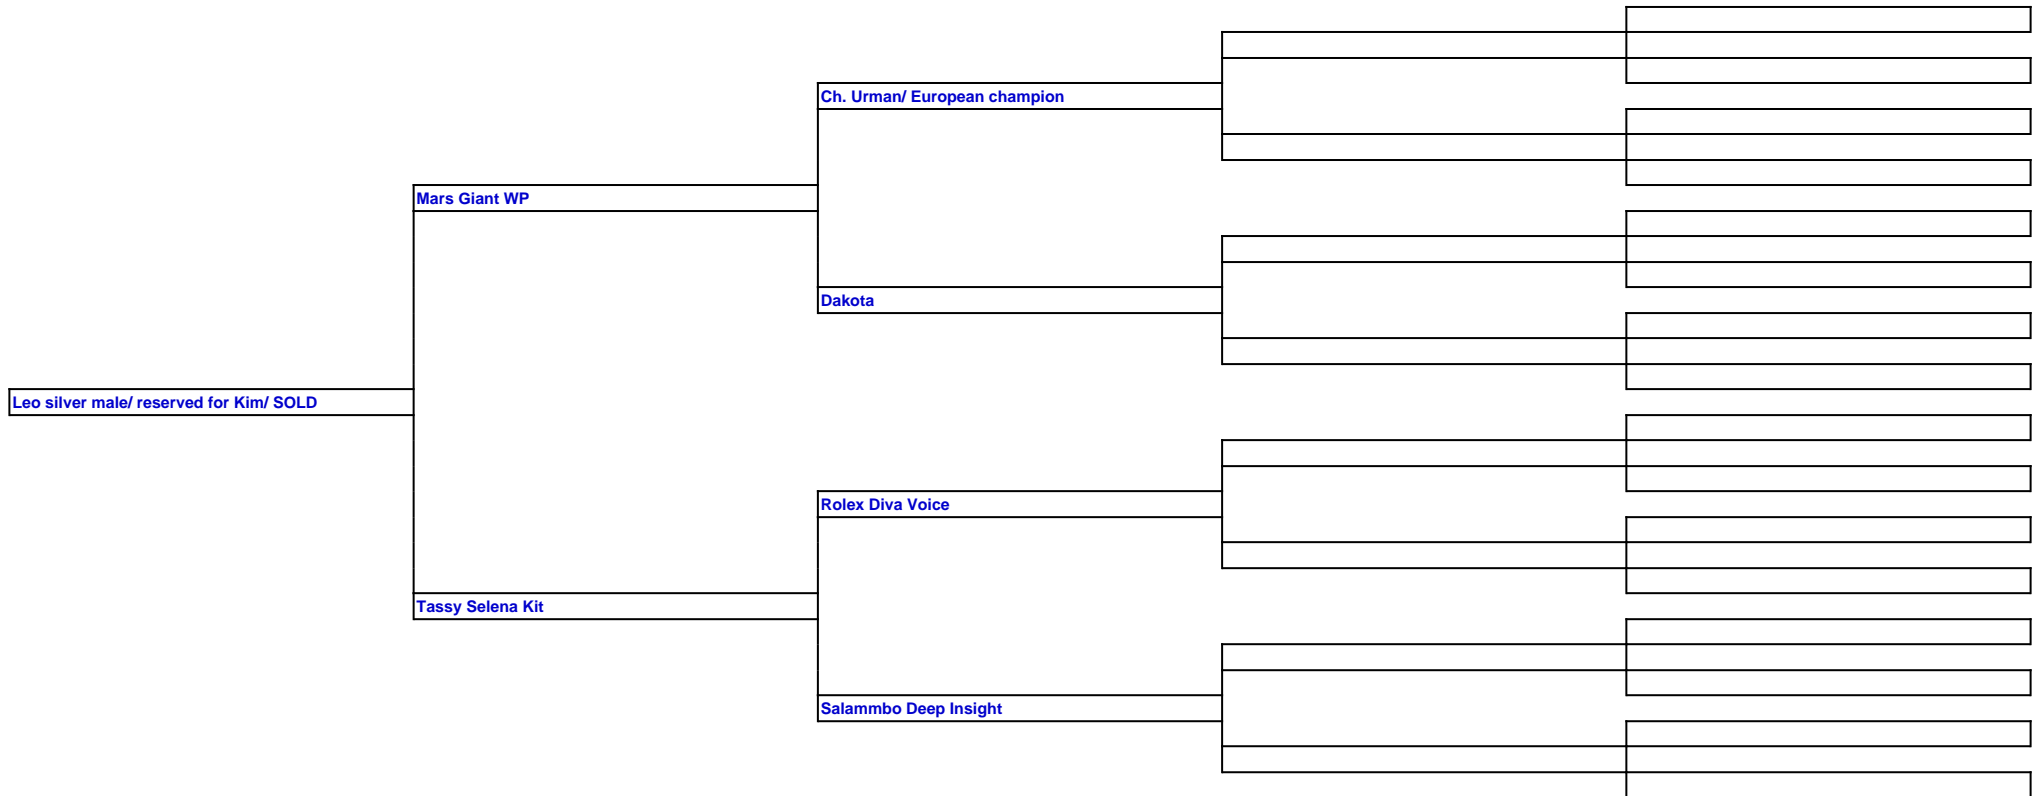 Ch. Urman/ European champion
Mars Giant WP
Dakota
Leo silver male/ reserved for Kim/ SOLD
Rolex Diva Voice
Tassy Selena Kit
Salammbo Deep Insight